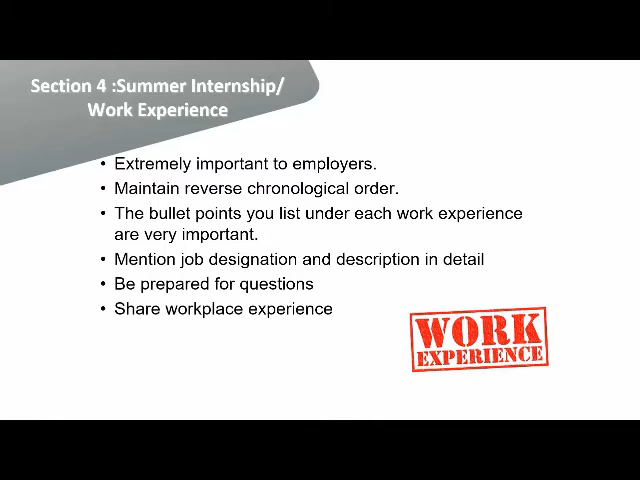 Section 4 :Summer Internship/
Work Experience
• Extremely important to employers.
• Maintain reverse chronological order.
• The bullet points you list under each work experience
are very important.
• Mention job designation and description in detail
• Be prepared for questions
• Share workplace experience
WORK
EXPERIENCE